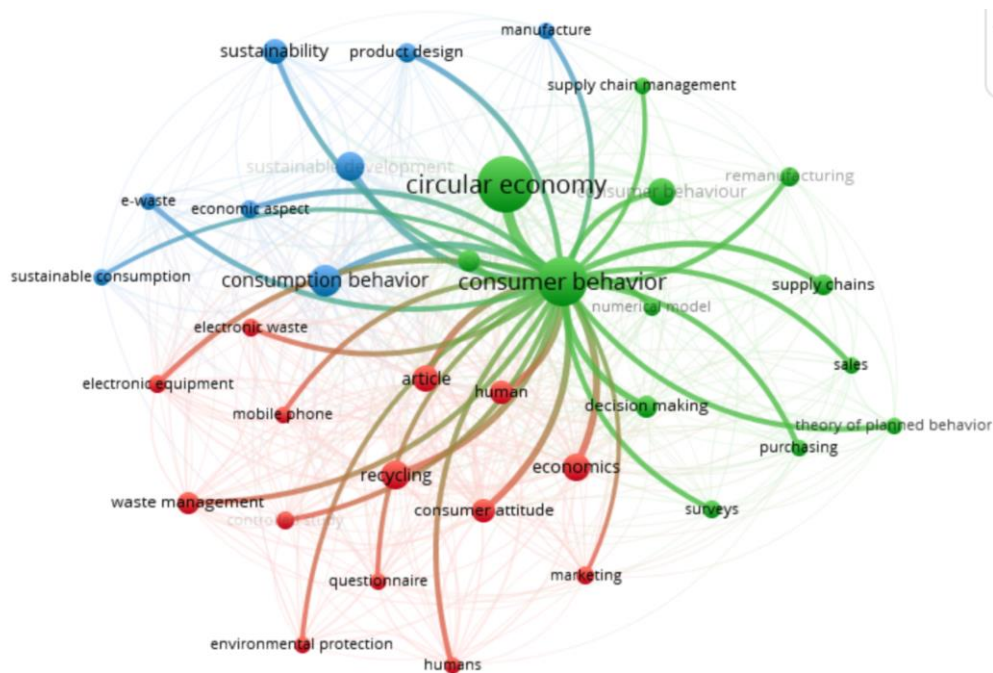 manufacture
sustainability
product design
supply chain management
sustainable development
circular economy
consumer behaviour
remanufacturing
e-waste
economic aspect
sustainable consumption
consumption behavior
consumer behavior
supply chains
numerical model
electronic waste
sales
electronic equipment
article
human
mobile phone
decision making
theory of planned behavior
purchasing
recycling
economics
waste management
consumer attitude
surveys
controlled study
questionnaire
marketing
environmental protection
humans